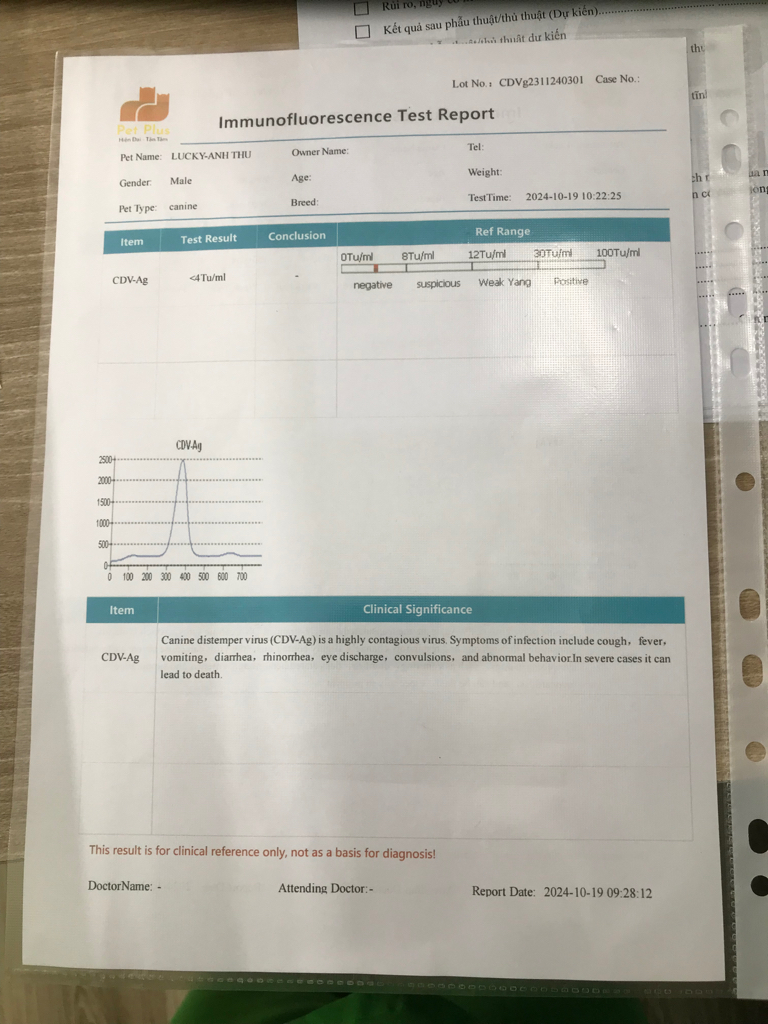 Rủi ro, nguy cơ
Kết quả sau phẫu thuật/thủ thuật (Dự kiến)
thuật dự kiến
Lot No.: CDVg2311240301 Case No.:
Pet Plus
Immunofluorescence Test Report
Pet Name: LUCKY-ANH THU Owner Name: Tel:
Gender: Male Age: Weight:
Pet Type: canine Breed: TestTime: 2024-10-19 10:22:25
Item Test Result Conclusion Ref Range
0Tu/ml 8Tu/ml 12Tu/ml 30Tu/ml 100Tu/ml
CDV-Ag <4Tu/ml -
negative suspicious Weak Yang Positive
CDV-Ag
2500
2000
1500
1000
500
0
0 100 200 300 400 500 600 700
Item Clinical Significance
CDV-Ag
Canine distemper virus (CDV-Ag) is a highly contagious virus. Symptoms of infection include cough, fever,
vomiting, diarrhea, rhinorrhea, eye discharge, convulsions, and abnormal behavior.In severe cases it can
lead to death.
This result is for clinical reference only, not as a basis for diagnosis!
DoctorName: - Attending Doctor:- Report Date: 2024-10-19 09:28:12